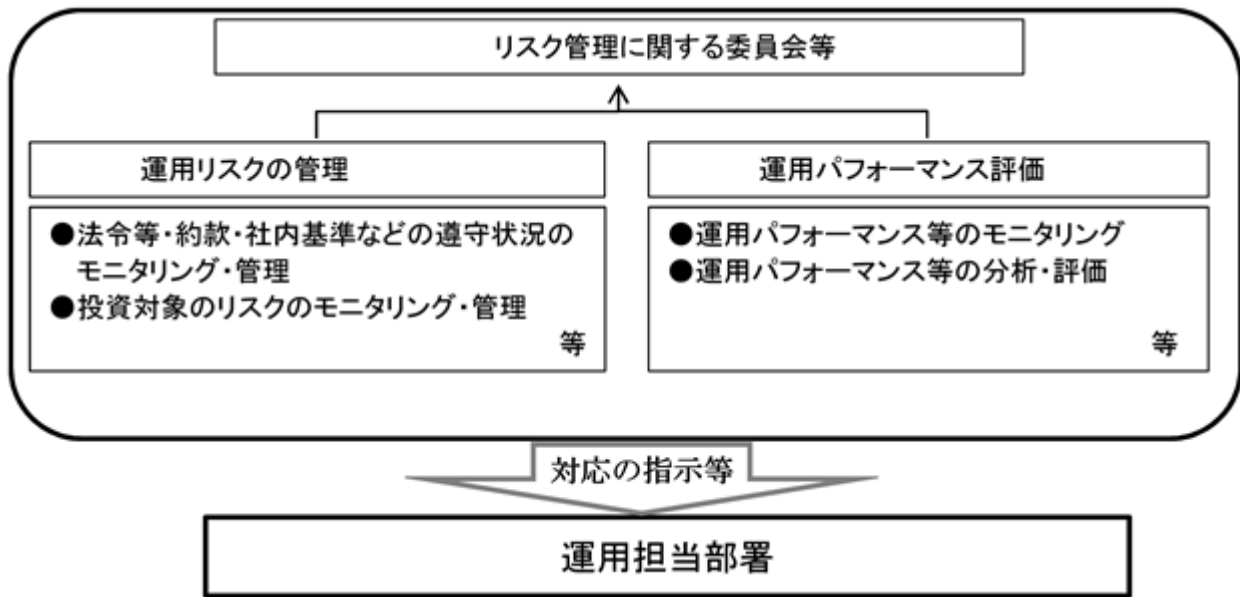 リスク管理に関する委員会等
運用リスクの管理
●法令等・約款・社内基準などの遵守状況の
モニタリング・管理
●投資対象のリスクのモニタリング・管理
等
運用パフォーマンス評価
●運用パフォーマンス等のモニタリング
●運用パフォーマンス等の分析・評価
等
対応の指示等
運用担当部署